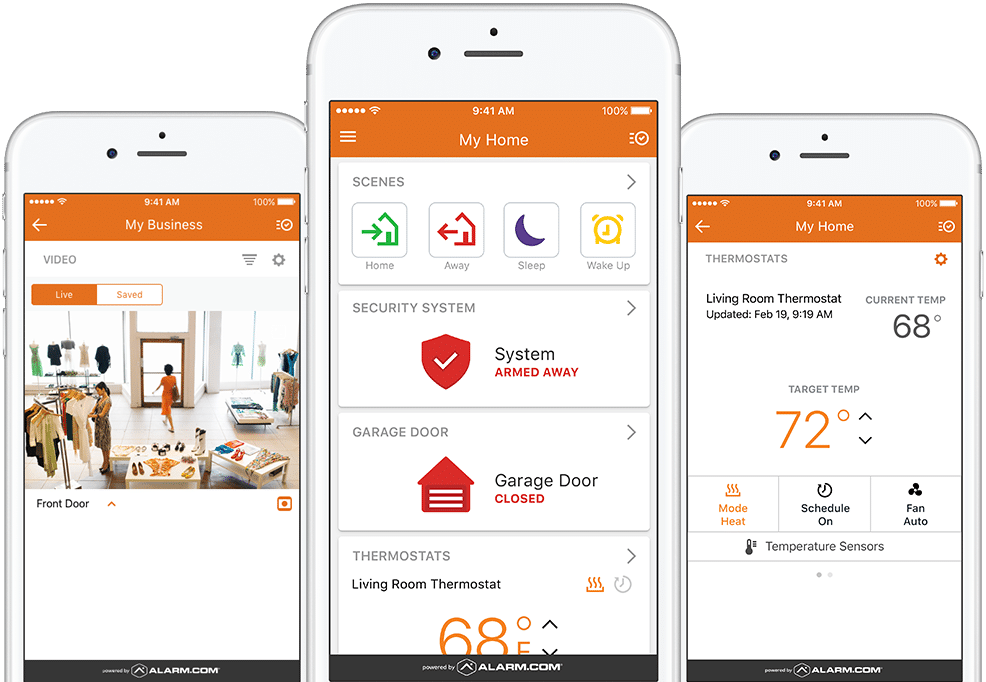 9:41 AM
100%
My Business
VIDEO
Live Saved
Front Door
powered by ALARM.COM
9:41 AM
100%
My Home
SCENES
Home Away Sleep Wake Up
SECURITY SYSTEM
System
ARMED AWAY
GARAGE DOOR
Garage Door
CLOSED
THERMOSTATS
Living Room Thermostat
68°
F
powered by ALARM.COM
9:41 AM
100%
My Home
THERMOSTATS
Living Room Thermostat
Updated: Feb 19, 9:19 AM
CURRENT TEMP
68°
TARGET TEMP
72°
Mode
Heat
Schedule
On
Fan
Auto
Temperature Sensors
powered by ALARM.COM